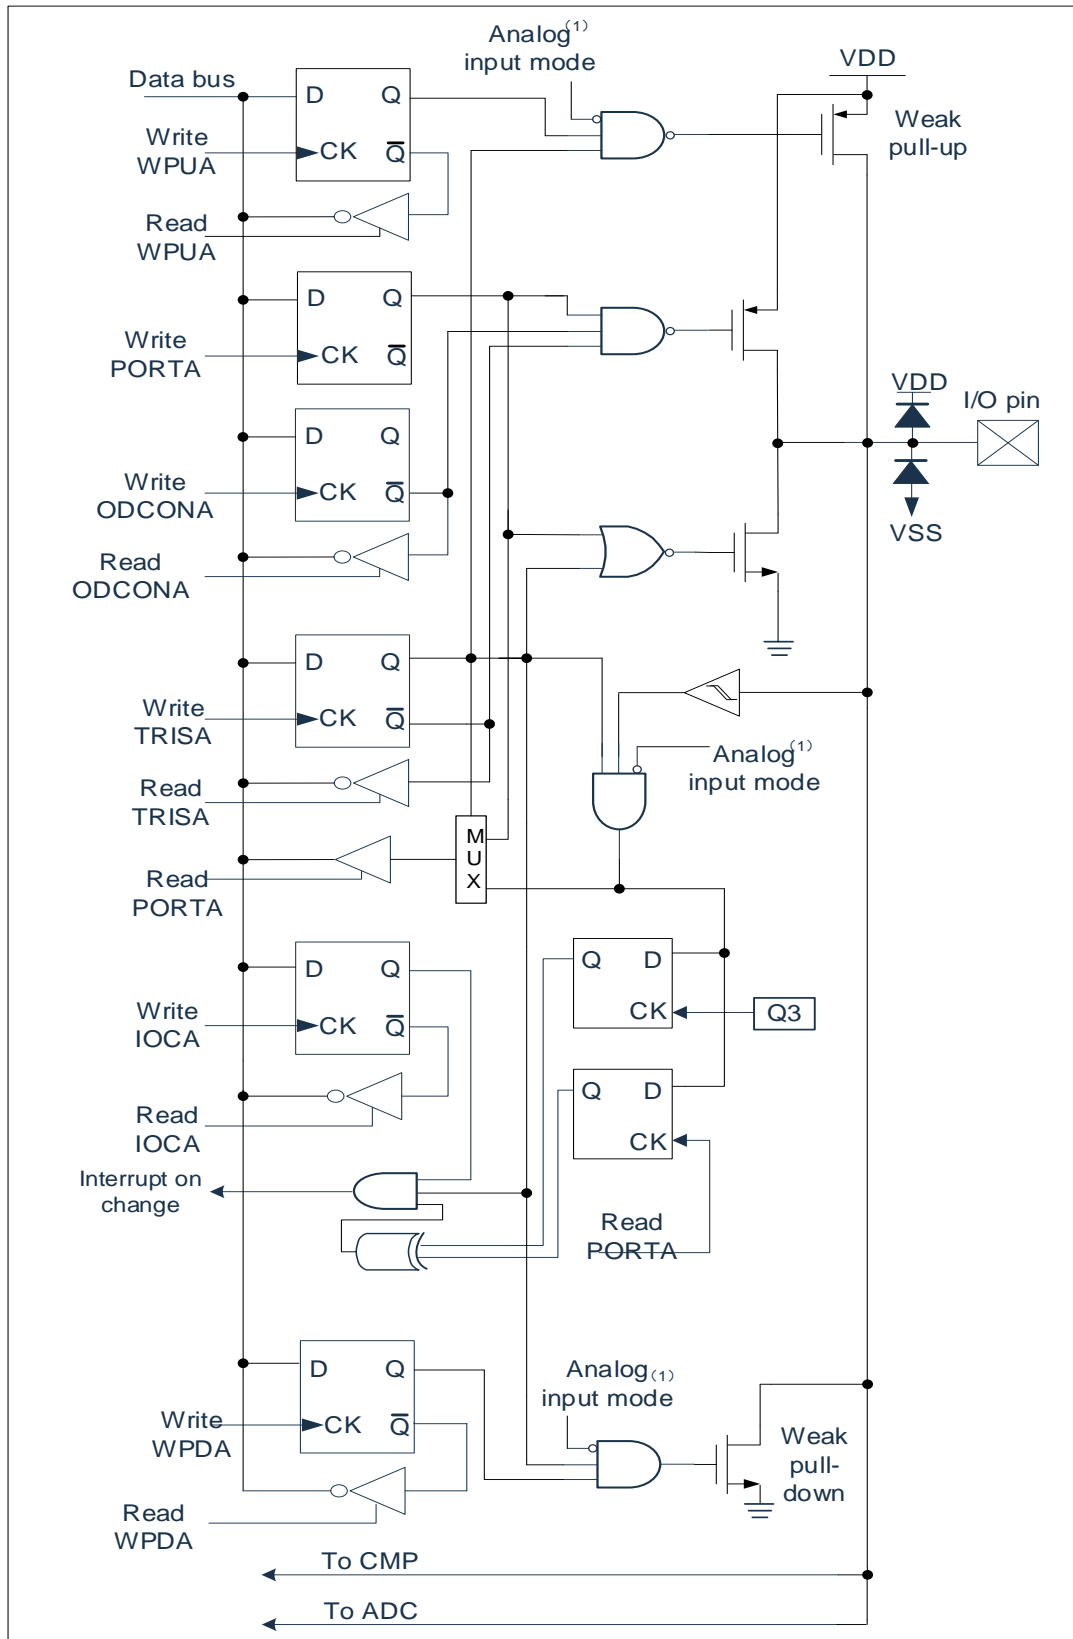 Analog(1)
input mode
VDD
Data bus
D Q
Write
WPUA
CK Q
Weak
pull-up
Read
WPUA
D Q
Write
PORTA
CK Q
VDD
I/O pin
D Q
Write
ODCONA
CK Q
VSS
Read
ODCONA
D Q
Write
TRISA
CK Q
Analog(1)
input mode
Read
TRISA
M
U
X
Read
PORTA
D Q
Q D
Write
IOCA
CK Q
CK
Q3
Q D
Read
IOCA
CK
Interrupt on
change
Read
PORTA
D Q
Analog(1)
input mode
Write
WPDA
CK Q
Weak
pull-
down
Read
WPDA
To CMP
To ADC